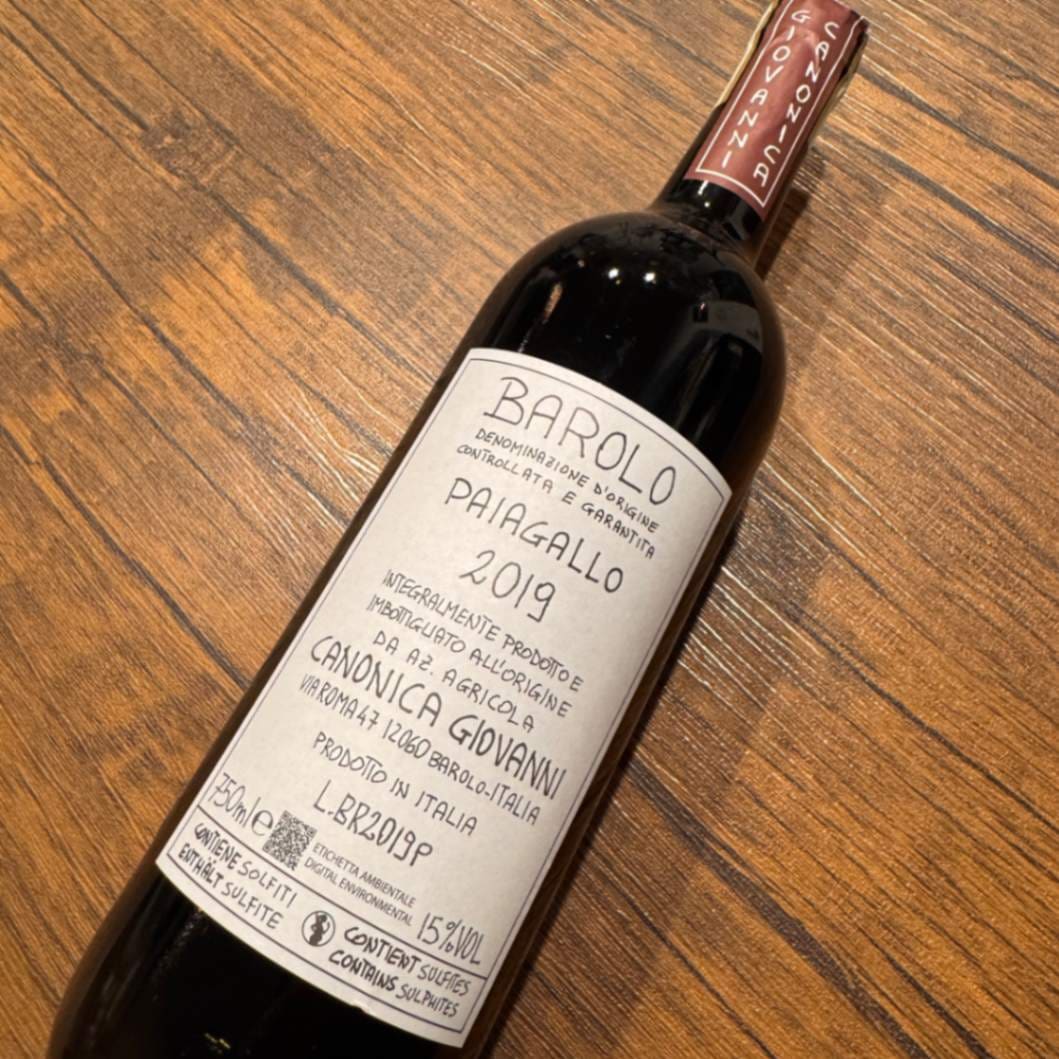 GIOVANNI
CANONICA
BAROLO
DENOMINAZIONE D'ORIGINE
CONTROLLATA E GARANTITA
PAIAGALLO
2019
INTEGRALMENTE PRODOTTO E
IMBOTTIGLIATO ALL'ORIGINE
DA AZ. AGRICOLA
CANONICA GIOVANNI
VIA ROMA 47 12060 BAROLO-ITALIA
PRODOTTO IN ITALIA
L.BR2019P
750ml e
ETICHETTA AMBIENTALE
DIGITAL ENVIRONMENTAL
15%VOL
CONTIENE SOLFITI
ENTHÄLT SULFITE
CONTIENT SULFITES
CONTAINS SULPHITES